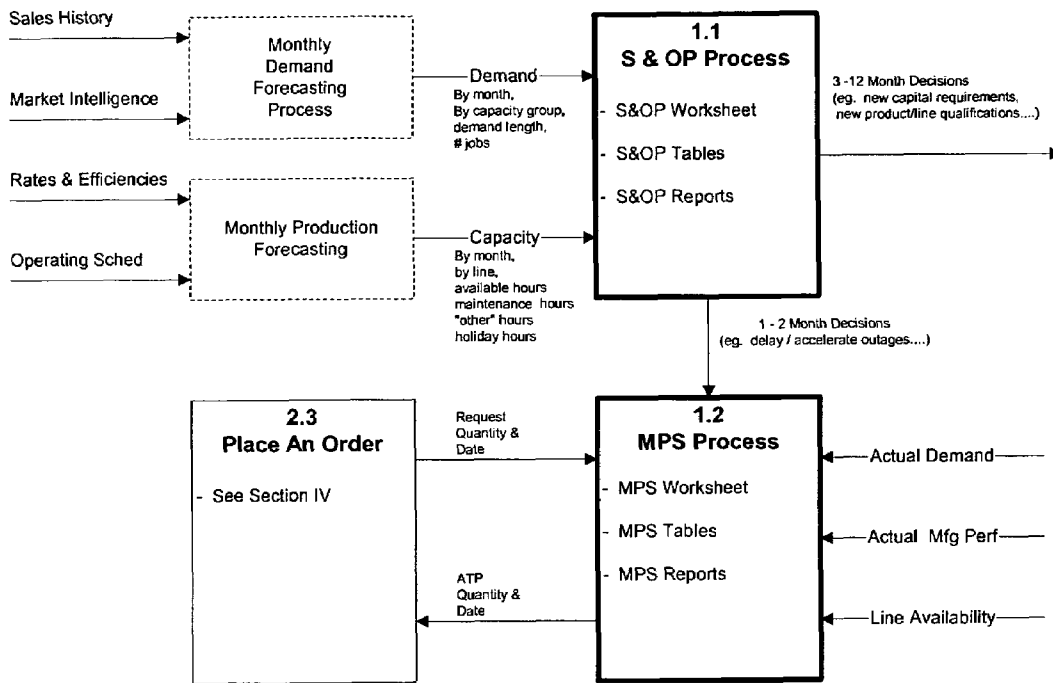 Sales History
Market Intelligence
Monthly
Demand
Forecasting
Process
Demand
By month,
By capacity group,
demand length,
# jobs
1.1
S & OP Process
- S&OP Worksheet
- S&OP Tables
- S&OP Reports
3 -12 Month Decisions
(eg. new capital requirements,
new product/line qualifications....)
Rates & Efficiencies
Operating Sched
Monthly Production
Forecasting
Capacity
By month,
by line,
available hours
maintenance hours
"other" hours
holiday hours
1 - 2 Month Decisions
(eg. delay / accelerate outages....)
2.3
Place An Order
- See Section IV
Request
Quantity &
Date
ATP
Quantity &
Date
1.2
MPS Process
- MPS Worksheet
- MPS Tables
- MPS Reports
Actual Demand
Actual Mfg Perf
Line Availability